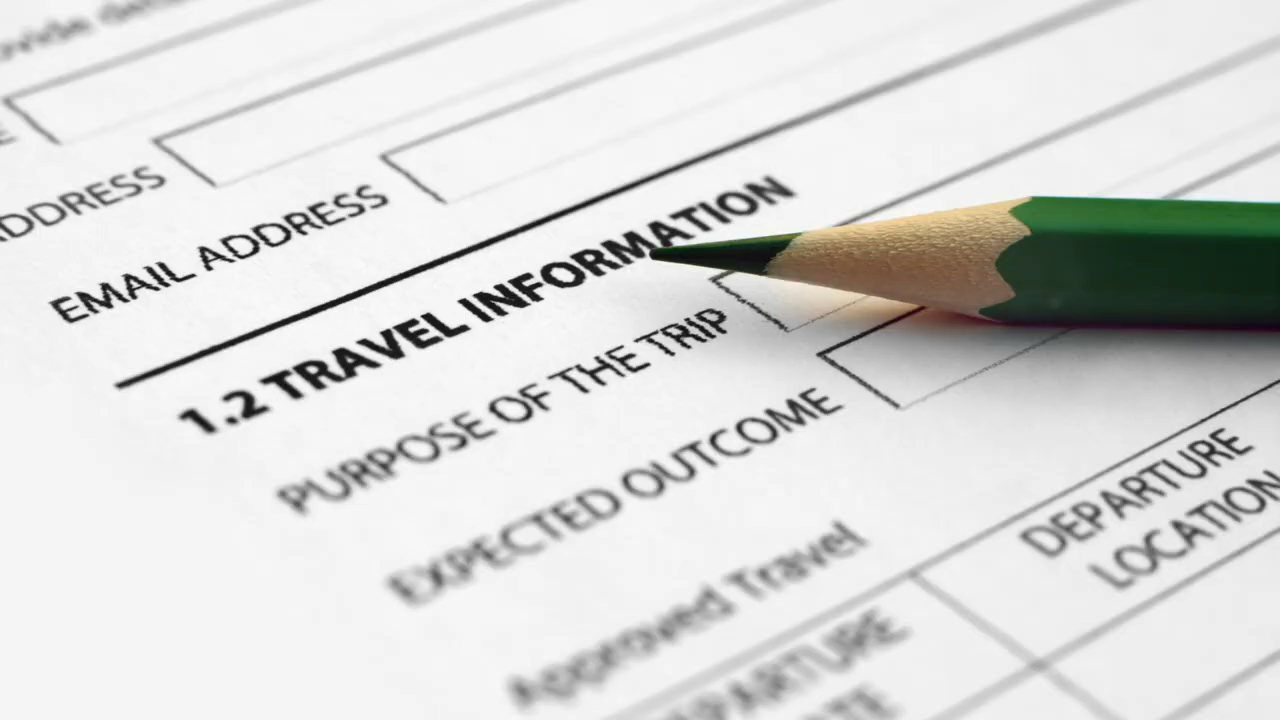 ADDRESS
EMAIL ADDRESS
1.2 TRAVEL INFORMATION
PURPOSE OF THE TRIP
EXPECTED OUTCOME
Approved Travel
DEPARTURE
LOCATION